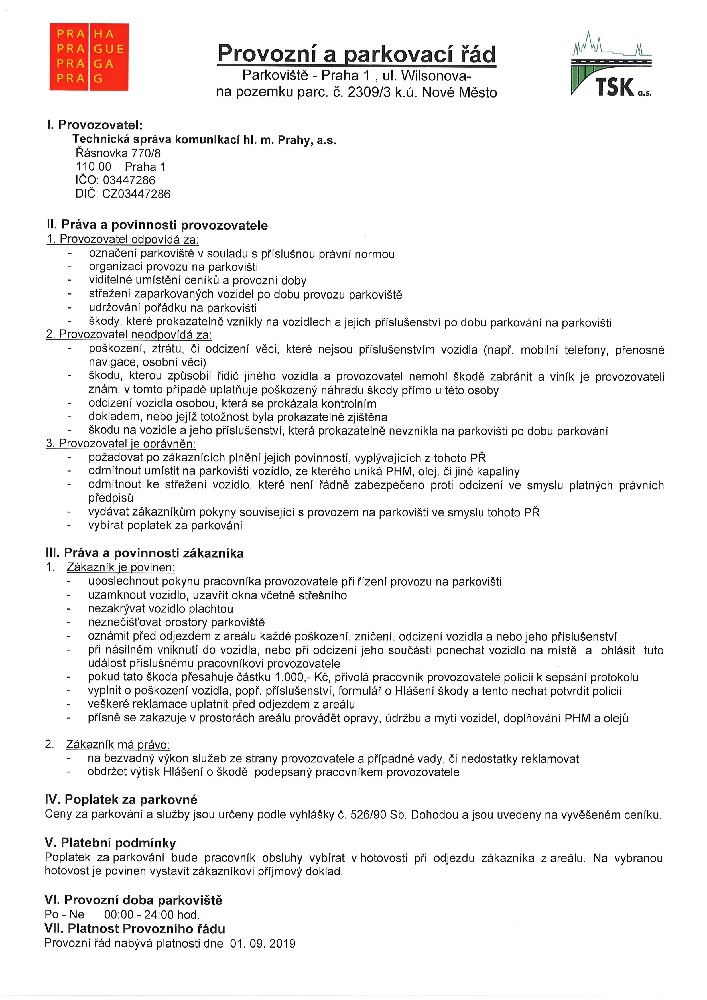 PRA HA
PRA GUE
PRA GA
PRA G
Provozní a parkovací řád
Parkoviště - Praha 1 , ul. Wilsonova-
na pozemku parc. č. 2309/3 k.ú. Nové Město
TSK a.s.
I. Provozovatel:
Technická správa komunikací hl. m. Prahy, a.s.
Řásnovka 770/8
110 00 Praha 1
IČO: 03447286
DIČ: CZ03447286
II. Práva a povinnosti provozovatele
1. Provozovatel odpovídá za:
- označení parkoviště v souladu s příslušnou právní normou
- organizaci provozu na parkovišti
- viditelné umístění ceníků a provozní doby
- střežení zaparkovaných vozidel po dobu provozu parkoviště
- udržování pořádku na parkovišti
- škody, které prokazatelně vznikly na vozidlech a jejich příslušenství po dobu parkování na parkovišti
2. Provozovatel neodpovídá za:
- poškození, ztrátu, či odcizení věci, které nejsou příslušenstvím vozidla (např. mobilní telefony, přenosné
navigace, osobní věci)
- škodu, kterou způsobil řidič jiného vozidla a provozovatel nemohl škodě zabránit a viník je provozovateli
znám; v tomto případě uplatňuje poškozený náhradu škody přímo u této osoby
- odcizení vozidla osobou, která se prokázala kontrolním
- dokladem, nebo jejíž totožnost byla prokazatelně zjištěna
- škodu na vozidle a jeho příslušenství, která prokazatelně nevznikla na parkovišti po dobu parkování
3. Provozovatel je oprávněn:
- požadovat po zákaznících plnění jejich povinností, vyplývajících z tohoto PŘ
- odmítnout umístit na parkovišti vozidlo, ze kterého uniká PHM, olej, či jiné kapaliny
- odmítnout ke střežení vozidlo, které není řádně zabezpečeno proti odcizení ve smyslu platných právních
předpisů
- vydávat zákazníkům pokyny související s provozem na parkovišti ve smyslu tohoto PŘ
- vybírat poplatek za parkování
III. Práva a povinnosti zákazníka
1. Zákazník je povinen:
- uposlechnout pokynu pracovníka provozovatele při řízení provozu na parkovišti
- uzamknout vozidlo, uzavřít okna včetně střešního
- nezakrývat vozidlo plachtou
- neznečišťovat prostory parkoviště
- oznámit před odjezdem z areálu každé poškození, zničení, odcizení vozidla a nebo jeho příslušenství
- při násilném vniknutí do vozidla, nebo při odcizení jeho součásti ponechat vozidlo na místě a ohlásit tuto
událost příslušnému pracovníkovi provozovatele
- pokud tato škoda přesahuje částku 1.000,- Kč, přivolá pracovník provozovatele policii k sepsání protokolu
- vyplnit o poškození vozidla, popř. příslušenství, formulář o Hlášení škody a tento nechat potvrdit policií
- veškeré reklamace uplatnit před odjezdem z areálu
- přísně se zakazuje v prostorách areálu provádět opravy, údržbu a mytí vozidel, doplňování PHM a olejů
2. Zákazník má právo:
- na bezvadný výkon služeb ze strany provozovatele a případné vady, či nedostatky reklamovat
- obdržet výtisk Hlášení o škodě podepsaný pracovníkem provozovatele
IV. Poplatek za parkovné
Ceny za parkování a služby jsou určeny podle vyhlášky č. 526/90 Sb. Dohodou a jsou uvedeny na vyvěšeném ceníku.
V. Platební podmínky
Poplatek za parkování bude pracovník obsluhy vybírat v hotovosti při odjezdu zákazníka z areálu. Na vybranou
hotovost je povinen vystavit zákazníkovi příjmový doklad.
VI. Provozní doba parkoviště
Po - Ne 00:00 - 24:00 hod.
VII. Platnost Provozního řádu
Provozní řád nabývá platnosti dne 01. 09. 2019